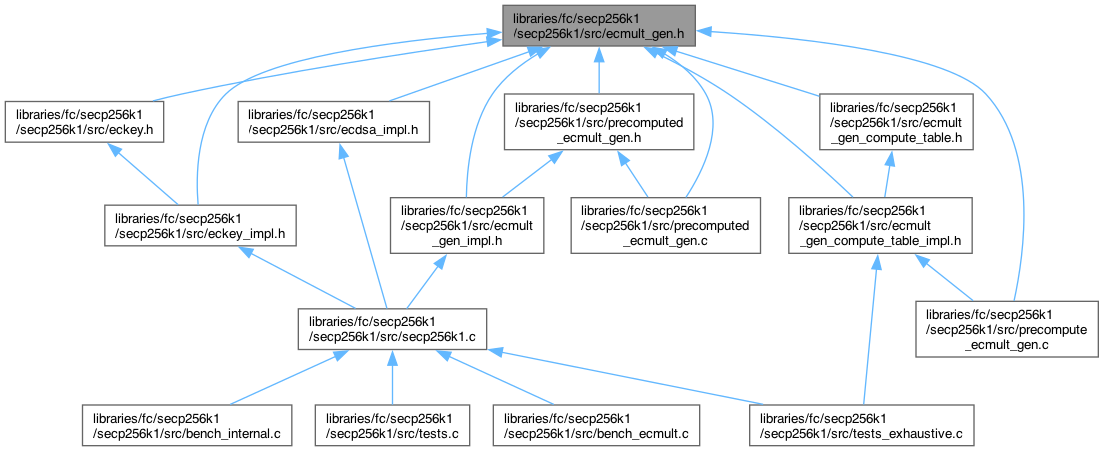 libraries/fc/secp256k1
/secp256k1/src/ecmult_gen.h
libraries/fc/secp256k1
/secp256k1/src/eckey.h
libraries/fc/secp256k1
/secp256k1/src/ecdsa_impl.h
libraries/fc/secp256k1
/secp256k1/src/precomputed
_ecmult_gen.h
libraries/fc/secp256k1
/secp256k1/src/ecmult
_gen_compute_table.h
libraries/fc/secp256k1
/secp256k1/src/eckey_impl.h
libraries/fc/secp256k1
/secp256k1/src/ecmult
_gen_impl.h
libraries/fc/secp256k1
/secp256k1/src/precomputed
_ecmult_gen.c
libraries/fc/secp256k1
/secp256k1/src/ecmult
_gen_compute_table_impl.h
libraries/fc/secp256k1
/secp256k1/src/secp256k1.c
libraries/fc/secp256k1
/secp256k1/src/precompute
_ecmult_gen.c
libraries/fc/secp256k1
/secp256k1/src/bench_internal.c
libraries/fc/secp256k1
/secp256k1/src/tests.c
libraries/fc/secp256k1
/secp256k1/src/bench_ecmult.c
libraries/fc/secp256k1
/secp256k1/src/tests_exhaustive.c